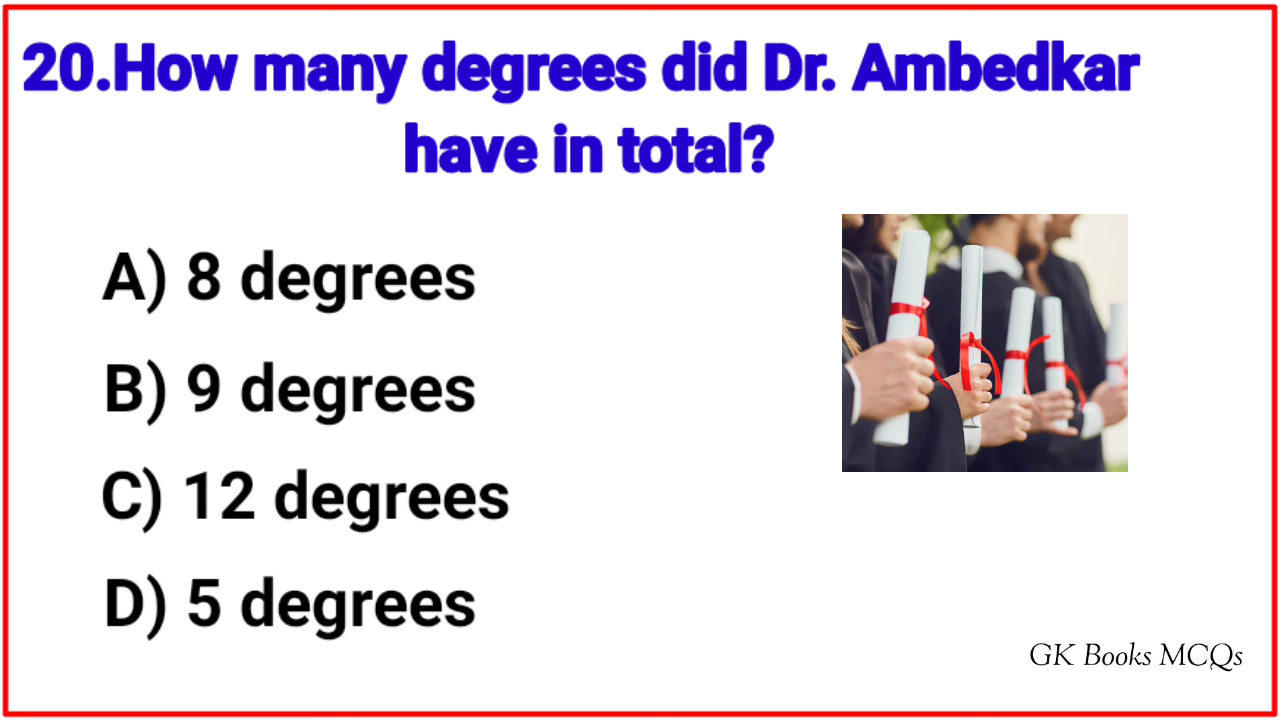 20.How many degrees did Dr. Ambedkar
have in total?
A) 8 degrees
B) 9 degrees
C) 12 degrees
D) 5 degrees
GK Books MCQs